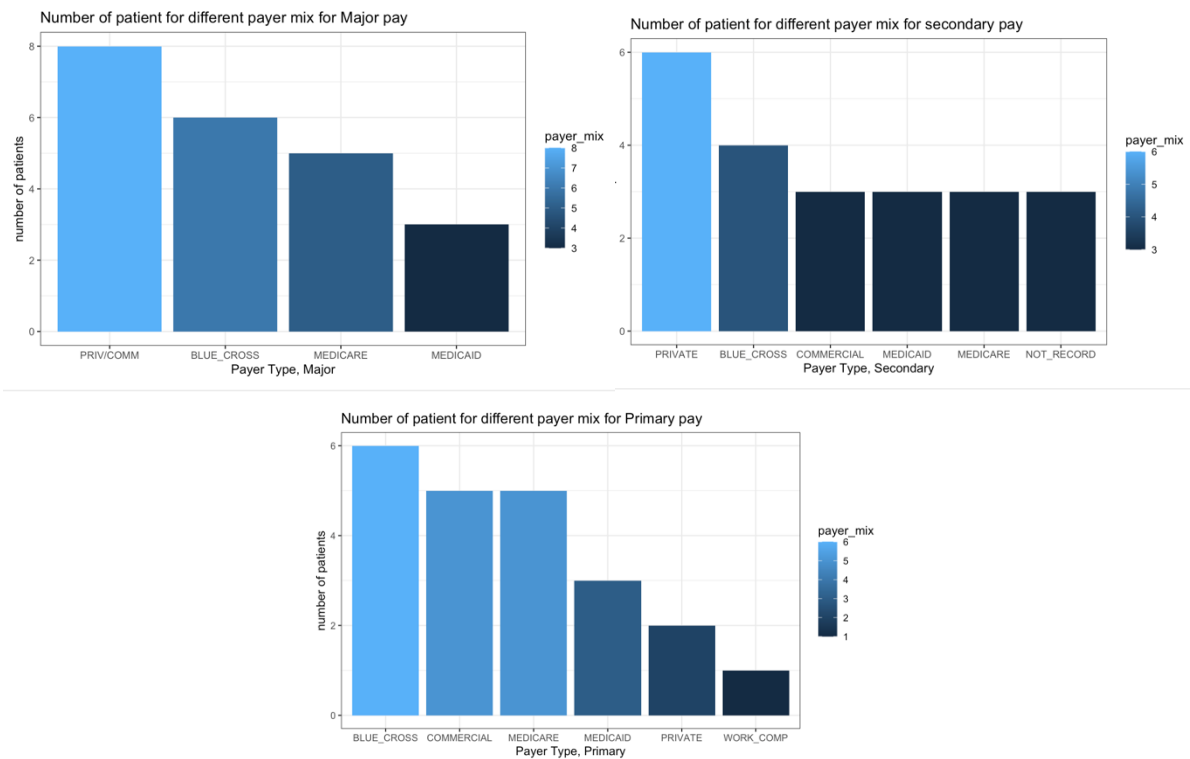 Number of patient for different payer mix for Major pay
number of patients
8
6
4
2
0
PRIV/COMM BLUE_CROSS MEDICARE MEDICAID
Payer Type, Major
payer_mix
8
7
6
5
4
3
Number of patient for different payer mix for secondary pay
6
4
2
0
PRIVATE BLUE_CROSS COMMERCIAL MEDICAID MEDICARE NOT_RECORD
Payer Type, Secondary
payer_mix
6
5
4
3
Number of patient for different payer mix for Primary pay
number of patients
6
4
2
0
BLUE_CROSS COMMERCIAL MEDICARE MEDICAID PRIVATE WORK_COMP
Payer Type, Primary
payer_mix
6
5
4
3
2
1